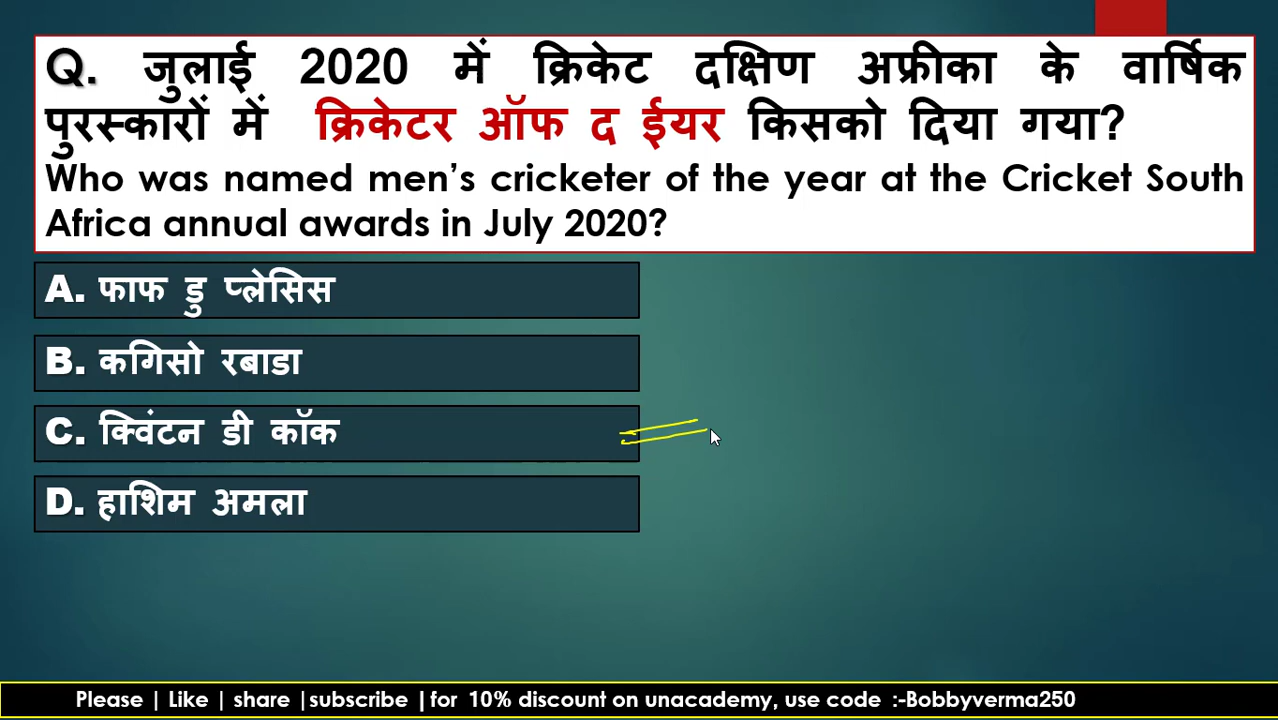 Q. जुलाई 2020 में क्रिकेट दक्षिण अफ्रीका के वार्षिक
पुरस्कारों में क्रिकेटर ऑफ द ईयर किसको दिया गया?
Who was named men’s cricketer of the year at the Cricket South
Africa annual awards in July 2020?
A. फाफ डु प्लेसिस
B. कगिसो रबाडा
C. क्विंटन डी कॉक
D. हाशिम अमला
Please | Like | share |subscribe | for 10% discount on unacademy, use code :-Bobbyverma250